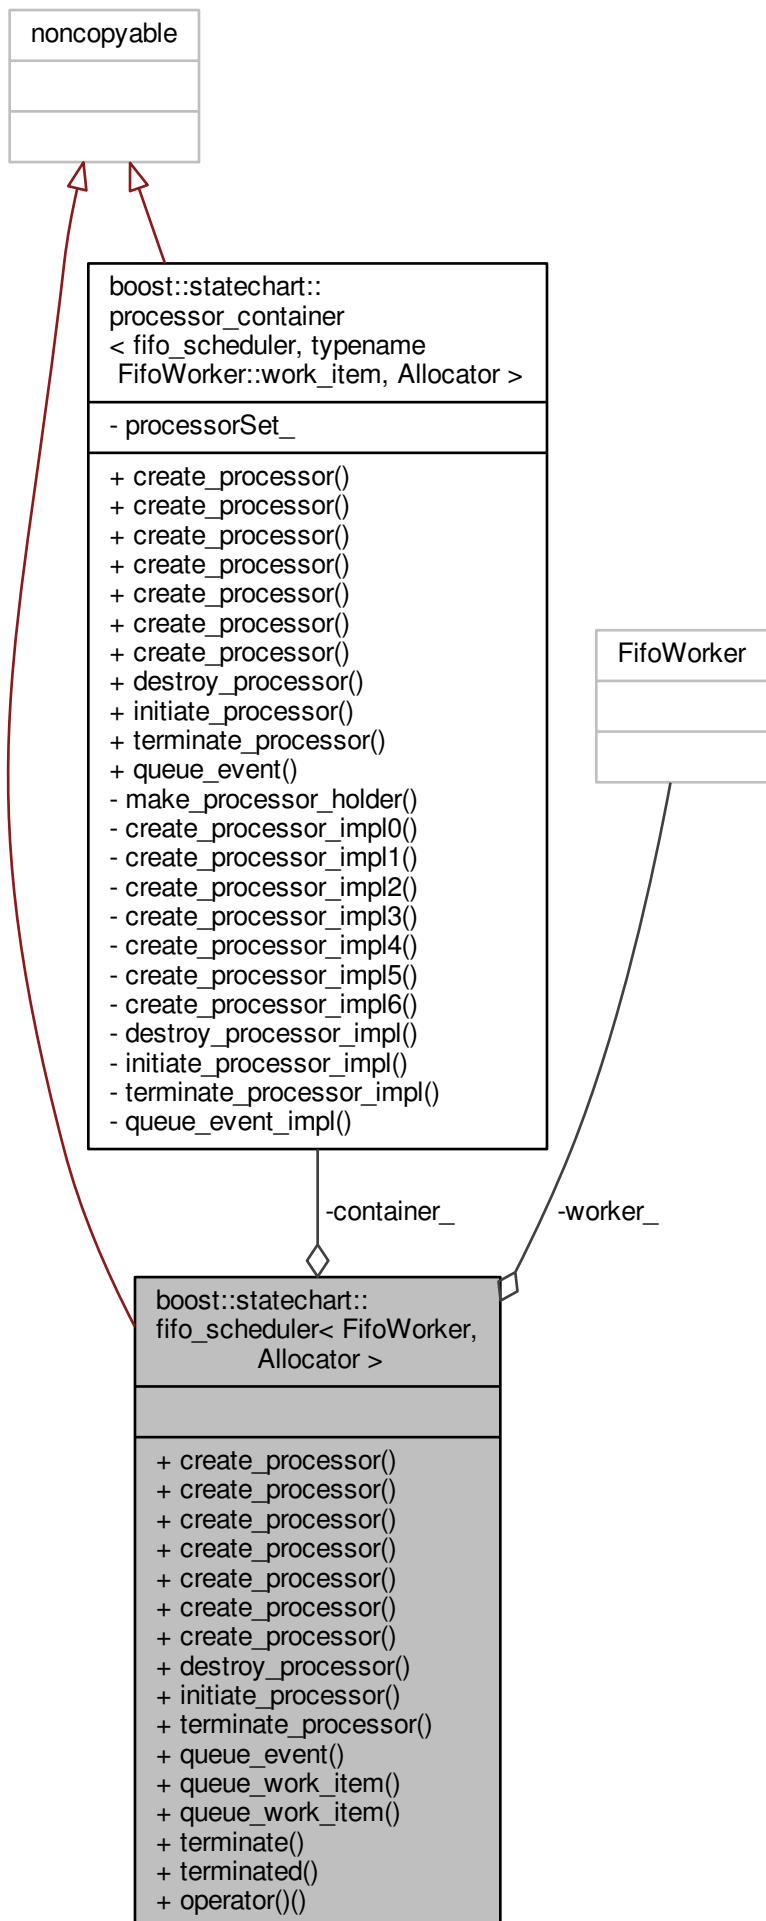 noncopyable
boost::statechart::
processor_container
< fifo_scheduler, typename
FifoWorker::work_item, Allocator >
- processorSet_
+ create_processor()
+ create_processor()
+ create_processor()
+ create_processor()
+ create_processor()
+ create_processor()
+ create_processor()
+ destroy_processor()
+ initiate_processor()
+ terminate_processor()
+ queue_event()
- make_processor_holder()
- create_processor_impl0()
- create_processor_impl1()
- create_processor_impl2()
- create_processor_impl3()
- create_processor_impl4()
- create_processor_impl5()
- create_processor_impl6()
- destroy_processor_impl()
- initiate_processor_impl()
- terminate_processor_impl()
- queue_event_impl()
FifoWorker
-container_
-worker_
boost::statechart::
fifo_scheduler< FifoWorker,
Allocator >
+ create_processor()
+ create_processor()
+ create_processor()
+ create_processor()
+ create_processor()
+ create_processor()
+ create_processor()
+ destroy_processor()
+ initiate_processor()
+ terminate_processor()
+ queue_event()
+ queue_work_item()
+ queue_work_item()
+ terminate()
+ terminated()
+ operator()()